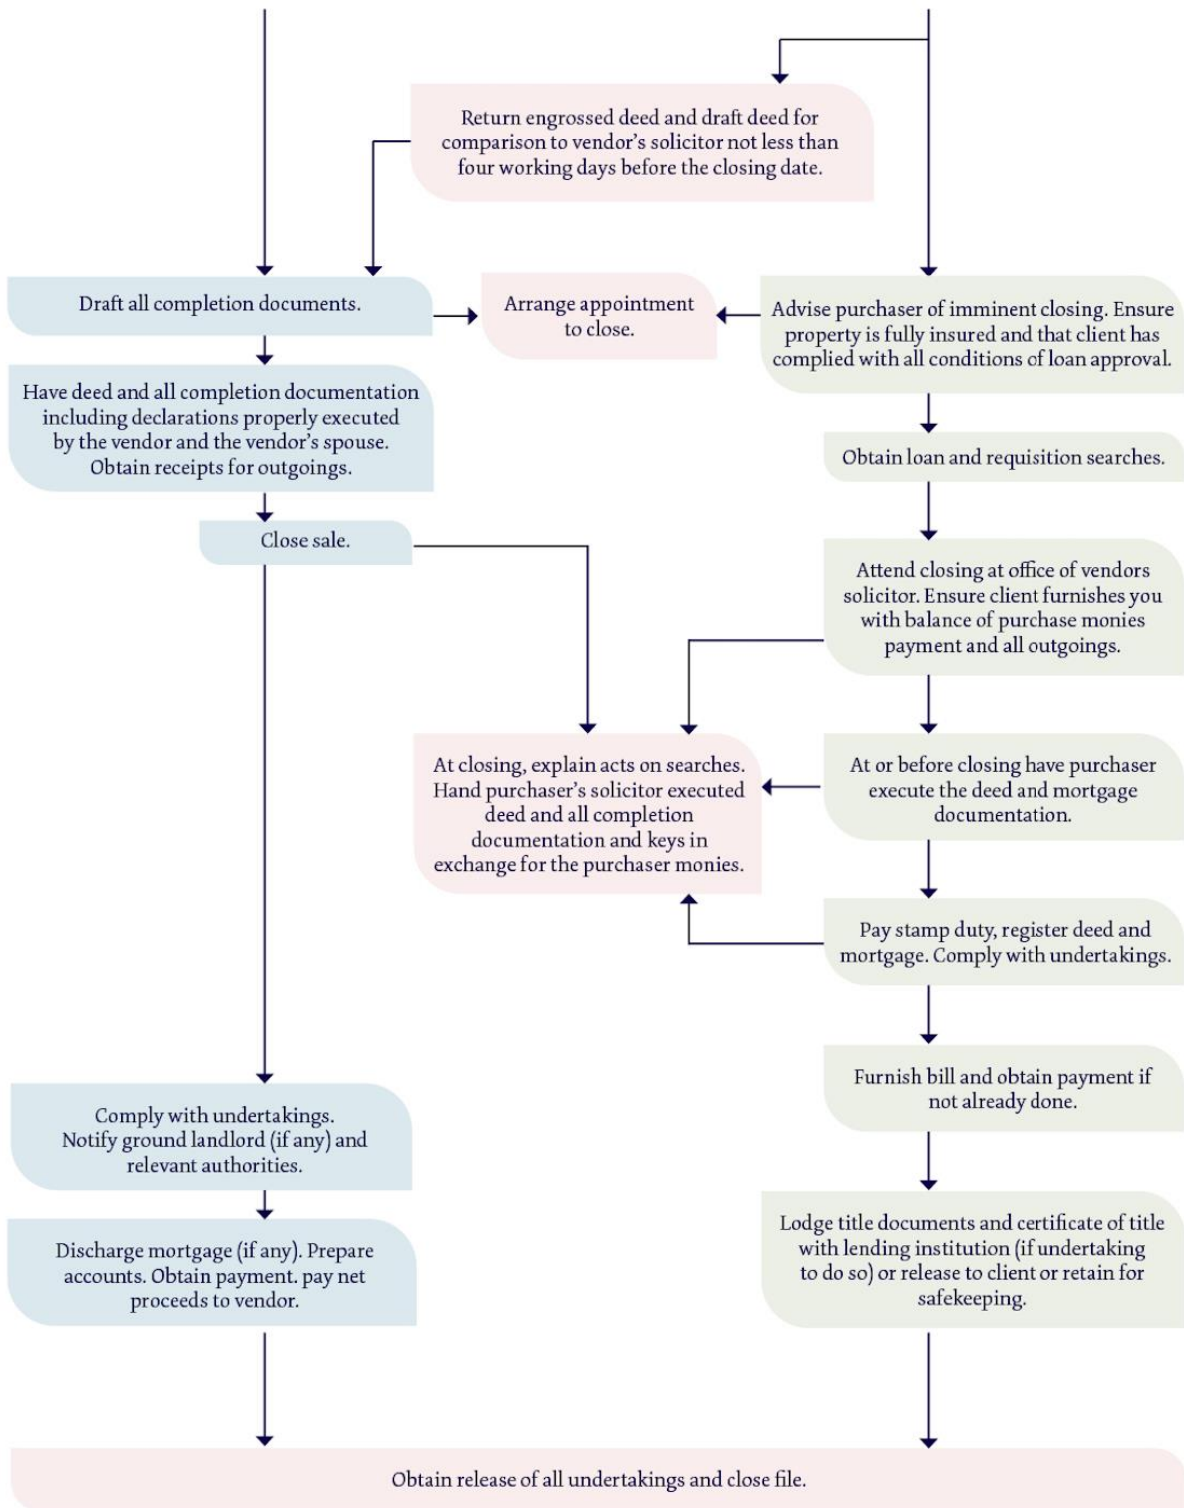 Return engrossed deed and draft deed for
comparison to vendor's solicitor not less than
four working days before the closing date.
Draft all completion documents.
Arrange appointment
to close.
Advise purchaser of imminent closing. Ensure
property is fully insured and that client has
complied with all conditions of loan approval.
Have deed and all completion documentation
including declarations properly executed
by the vendor and the vendor's spouse.
Obtain receipts for outgoings.
Obtain loan and requisition searches.
Close sale.
Attend closing at office of vendors
solicitor. Ensure client furnishes you
with balance of purchase monies
payment and all outgoings.
At closing, explain acts on searches.
Hand purchaser's solicitor executed
deed and all completion
documentation and keys in
exchange for the purchaser monies.
At or before closing have purchaser
execute the deed and mortgage
documentation.
Pay stamp duty, register deed and
mortgage. Comply with undertakings.
Furnish bill and obtain payment if
not already done.
Comply with undertakings.
Notify ground landlord (if any) and
relevant authorities.
Lodge title documents and certificate of title
with lending institution (if undertaking
to do so) or release to client or retain for
safekeeping.
Discharge mortgage (if any). Prepare
accounts. Obtain payment. pay net
proceeds to vendor.
Obtain release of all undertakings and close file.